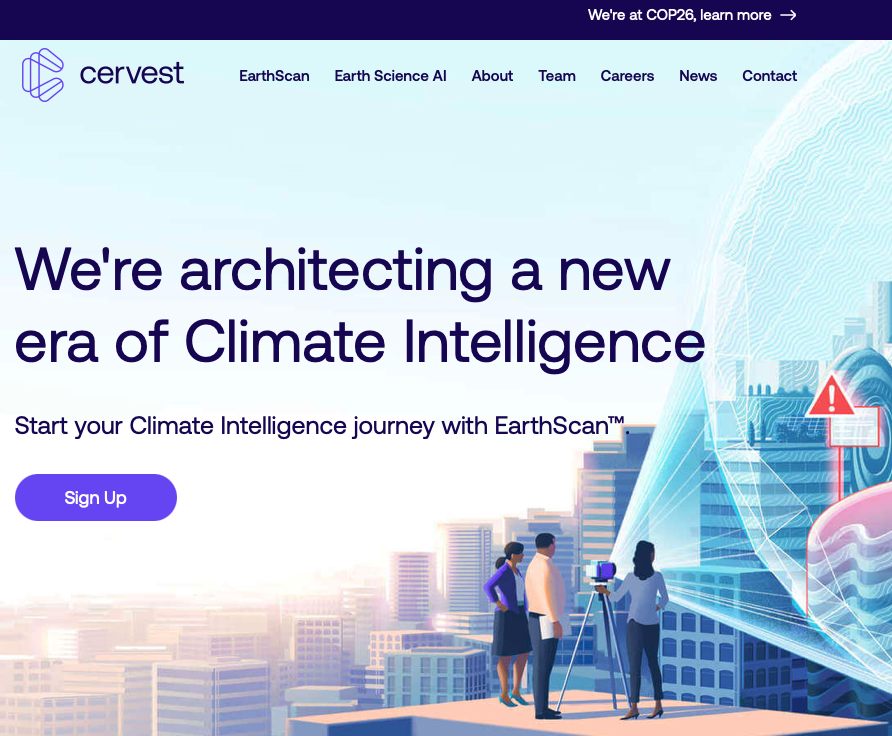 We're at COP26, learn more →
cervest
EarthScan Earth Science AI About Team Careers News Contact
We're architecting a new
era of Climate Intelligence
Start your Climate Intelligence journey with EarthScan™.
Sign Up
!